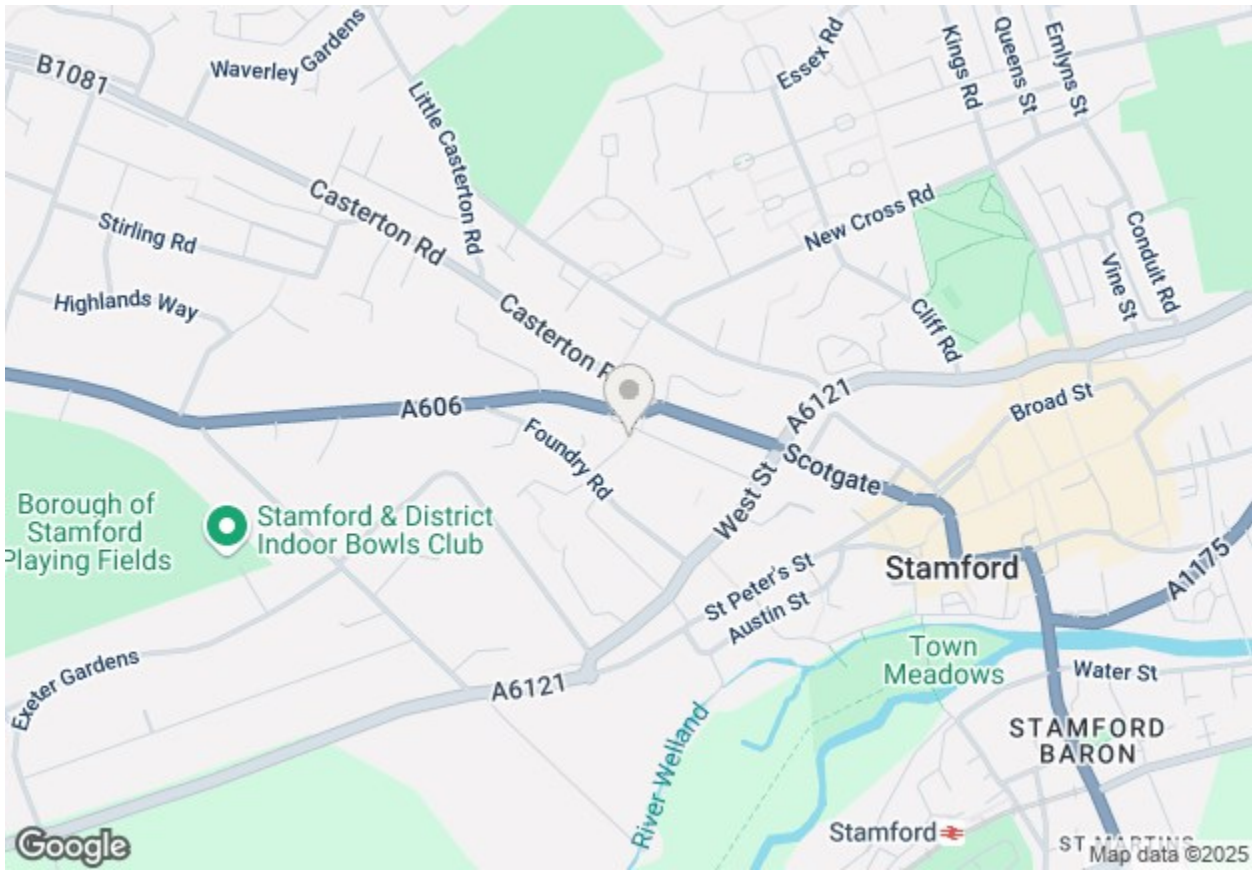 B1081
Waverley Gardens
Little Casterton Rd
Essex Rd
Kings Rd
Queens St
Emlyns St
Casterton Rd
Stirling Rd
Highlands Way
New Cross Rd
Conduit Rd
Vine St
Cliff Rd
Casterton
A606
Foundry Rd
A6121
Broad St
West St
Scotgate
Borough of
Stamford
Playing Fields
Stamford & District
Indoor Bowls Club
Stamford
A1175
St Peter's St
Austin St
Town
Meadows
Water St
Exeter Gardens
A6121
River Welland
STAMFORD
BARON
Stamford
ST MARTINS
Google
Map data ©2025